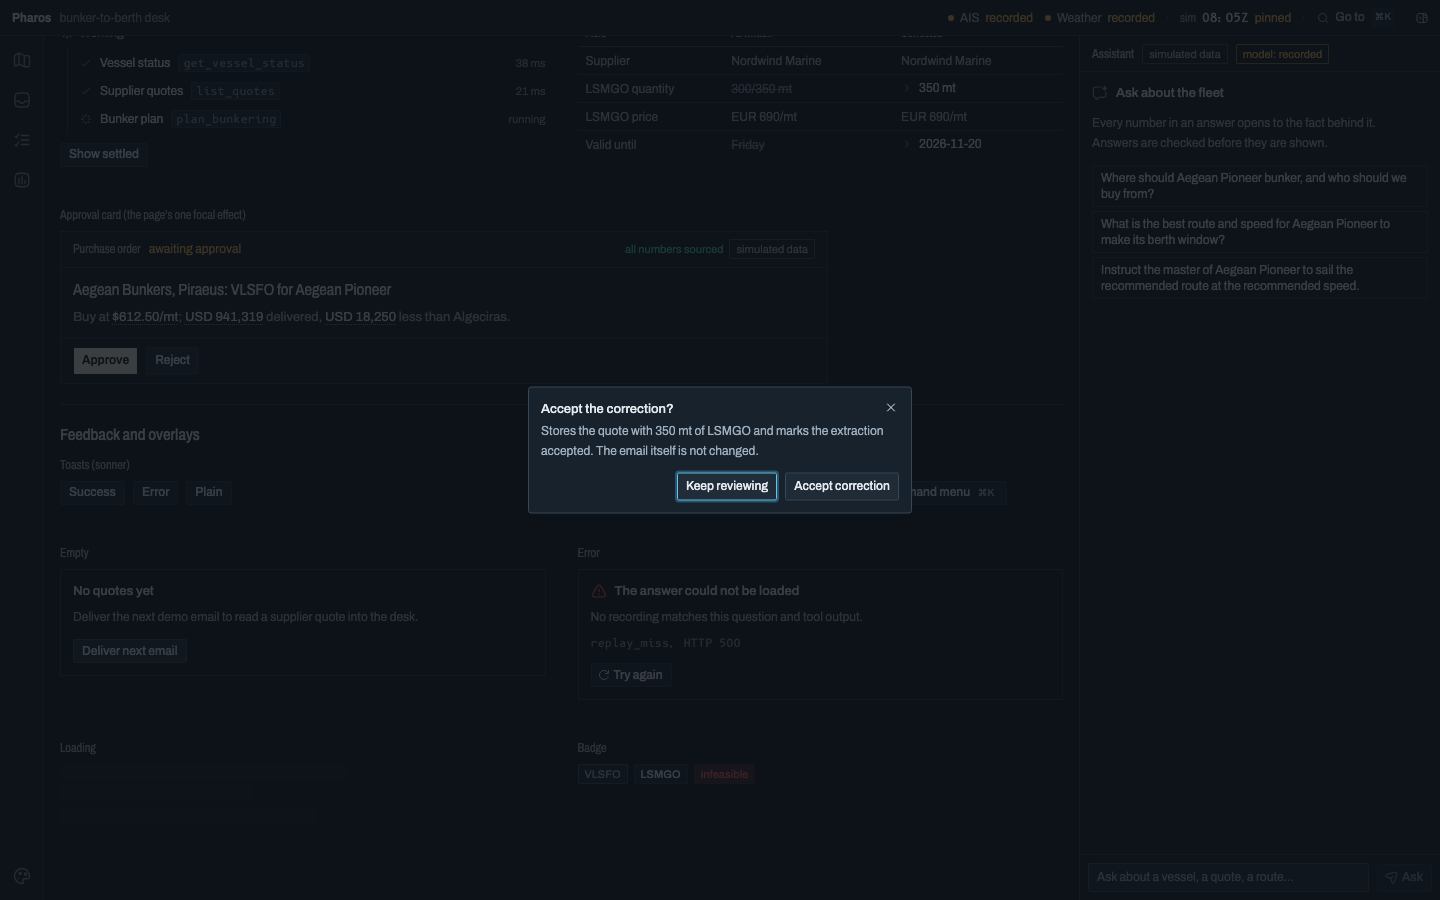 Pharos bunker-to-berth desk
AIS recorded Weather recorded sim 08:05Z pinned Go to ⌘K
Vessel status get_vessel_status 38 ms
Supplier quotes list_quotes 21 ms
Bunker plan plan_bunkering running
Show settled
Supplier Nordwind Marine Nordwind Marine
LSMGO quantity 300/350 mt 350 mt
LSMGO price EUR 690/mt EUR 690/mt
Valid until Friday 2026-11-20
Approval card (the page's one focal effect)
Purchase order awaiting approval all numbers sourced simulated data
Aegean Bunkers, Piraeus: VLSFO for Aegean Pioneer
Buy at $612.50/mt; USD 941,319 delivered, USD 18,250 less than Algeciras.
Approve Reject
Accept the correction?
Stores the quote with 350 mt of LSMGO and marks the extraction
accepted. The email itself is not changed.
Keep reviewing Accept correction
Feedback and overlays
Toasts (sonner)
Success Error Plain
menu ⌘K
Empty
No quotes yet
Deliver the next demo email to read a supplier quote into the desk.
Deliver next email
Error
The answer could not be loaded
No recording matches this question and tool output.
replay_miss, HTTP 500
Try again
Loading
Badge
VLSFO LSMGO infeasible
Assistant simulated data model: recorded
Ask about the fleet
Every number in an answer opens to the fact behind it.
Answers are checked before they are shown.
Where should Aegean Pioneer bunker, and who should we
buy from?
What is the best route and speed for Aegean Pioneer to
make its berth window?
Instruct the master of Aegean Pioneer to sail the
recommended route at the recommended speed.
Ask about a vessel, a quote, a route... Ask